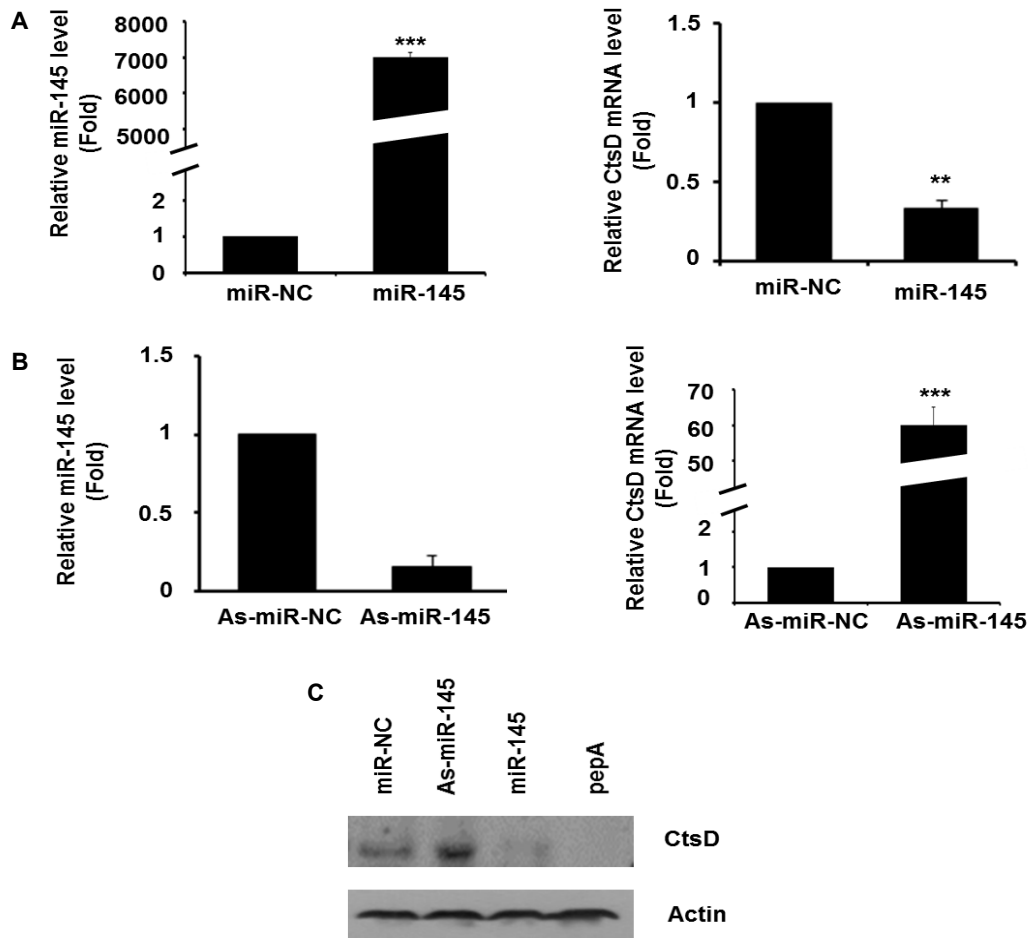 A
Relative miR-145 level
(Fold)
8000
7000
6000
5000
2
1
0
***
miR-NC
miR-145
Relative CtsD mRNA level
(Fold)
1.5
1
0.5
0
**
miR-NC
miR-145
B
Relative miR-145 level
(Fold)
1.5
1
0.5
0
As-miR-NC
As-miR-145
Relative CtsD mRNA level
(Fold)
70
60
50
2
1
0
***
As-miR-NC
As-miR-145
C
miR-NC
As-miR-145
miR-145
pepA
CtsD
Actin